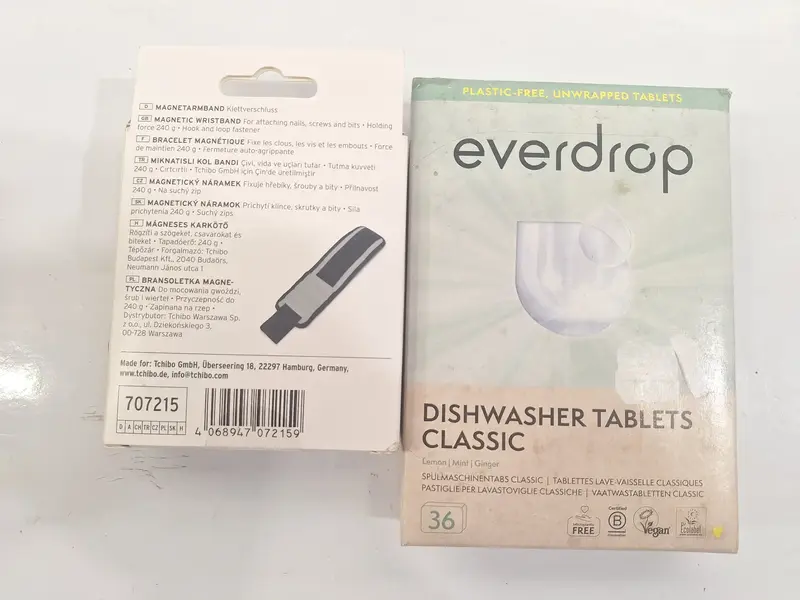 D MAGNETARMBAND Klettverschluss
GB MAGNETIC WRISTBAND For attaching nails, screws and bits • Holding
force 240 g • Hook and loop fastener
F BRACELET MAGNÉTIQUE Fixe les clous, les vis et les embouts • Force
de maintien 240 g • Fermeture auto-agrippante
TR MIKNATISLI KOL BANDI Çivi, vida ve uçları tutar • Tutma kuvveti
240 g • Cırtcırtlı • Tchibo GmbH için Çin'de üretilmiştir
CZ MAGNETICKÝ NÁRAMEK Fixuje hřebíky, šrouby a bity • Přilnavost
240 g • Na suchý zip
SK MAGNETICKÝ NÁRAMOK Prichytí klince, skrutky a bity • Sila
prichytenia 240 g • Suchý zips
H MÁGNESES KARKÖTŐ
Rögzíti a szögeket, csavarokat és
biteket • Tapadóerő: 240 g •
Tépőzár • Forgalmazó: Tchibo
Budapest Kft., 2040 Budaörs,
Neumann János utca 1
PL BRANSOLETKA MAGNE-
TYCZNA Do mocowania gwoździ,
śrub i wierteł • Przyczepność do
240 g • Zapinana na rzep •
Dystrybutor: Tchibo Warszawa Sp.
z o.o., ul. Dziekońskiego 3,
00-728 Warszawa
Made for: Tchibo GmbH, Überseering 18, 22297 Hamburg, Germany,
www.tchibo.com, info@tchibo.com
707215
D A CH TR CZ PL SK H
4 068947 072159
PLASTIC-FREE, UNWRAPPED TABLETS
everdrop
DISHWASHER TABLETS
CLASSIC
Lemon | Mint | Ginger
SPÜLMASCHINENTABS CLASSIC | TABLETTES LAVE-VAISSELLE CLASSIQUES
PASTIGLIE PER LAVASTOVIGLIE CLASSICHE | VAATWASTABLETTEN CLASSIC
36
FREE
Certified
B
Vegan
Ecolabel